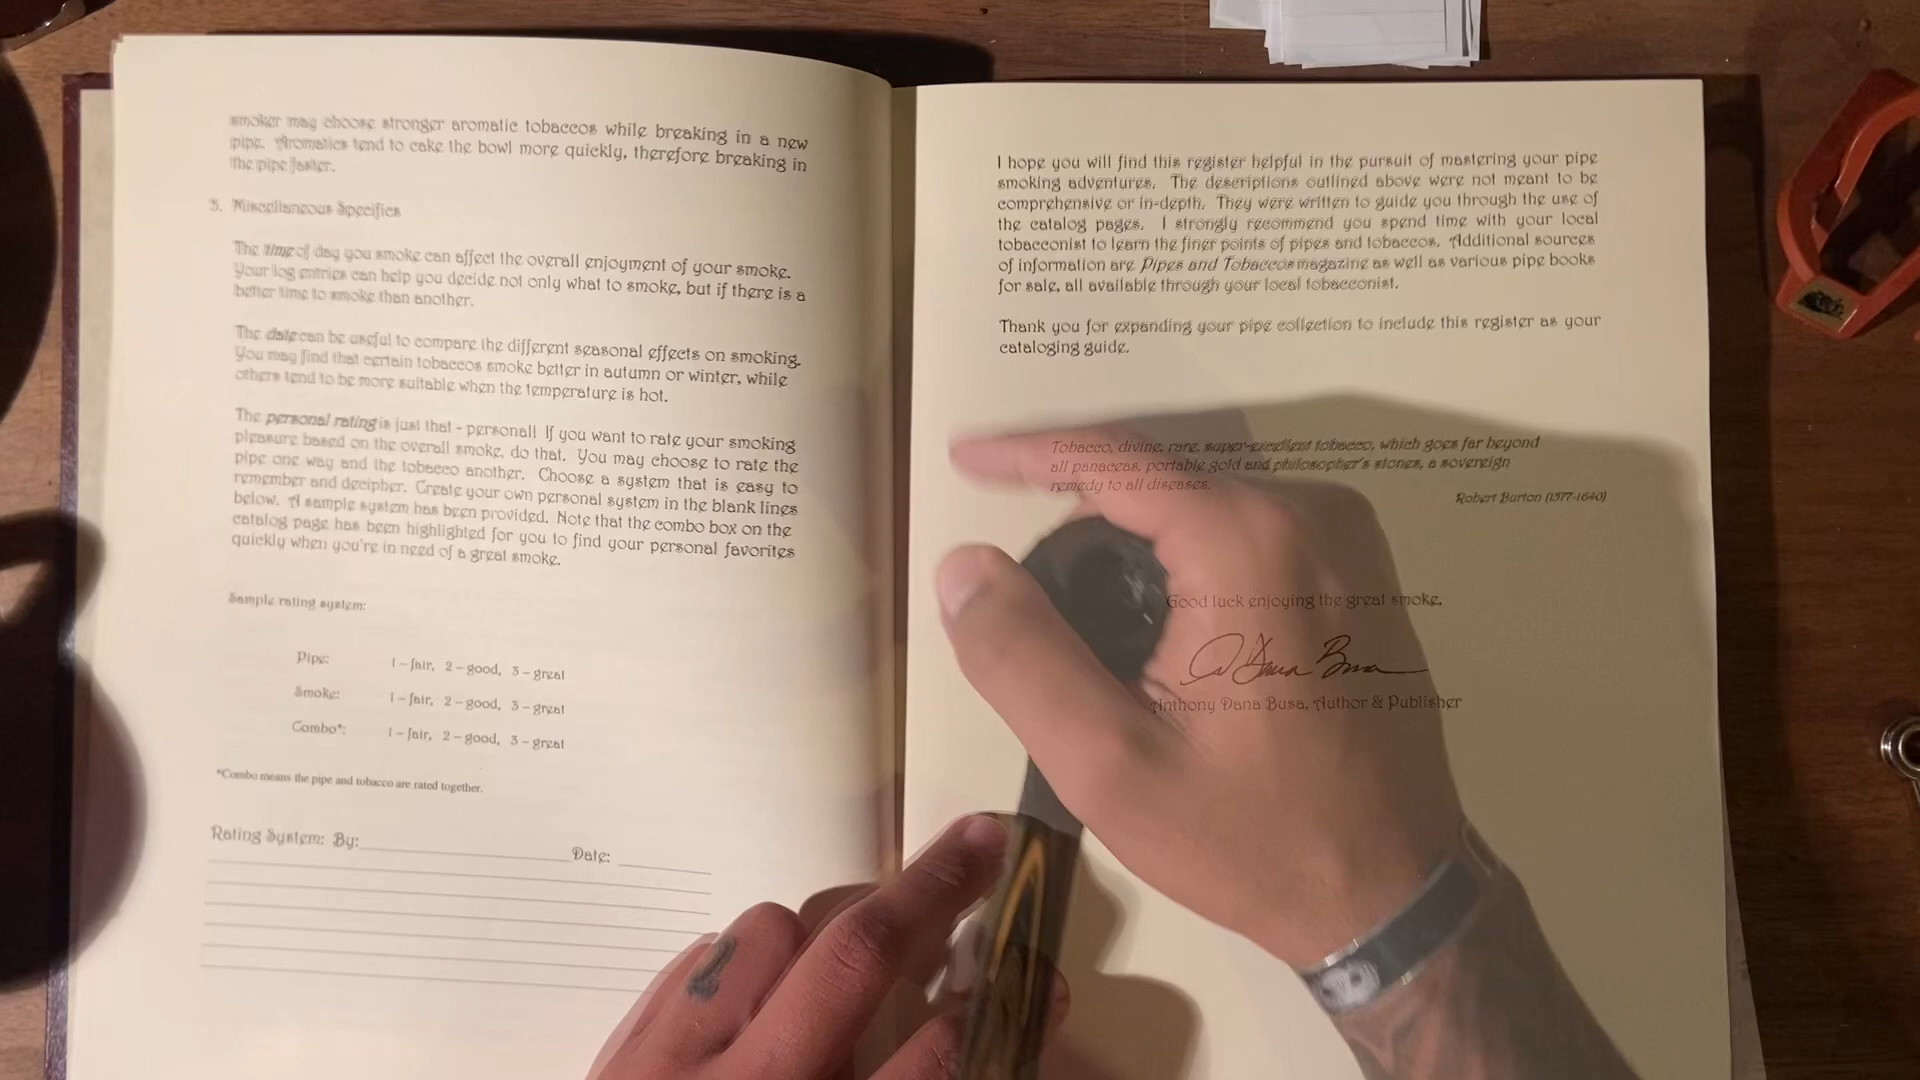 smoker may choose stronger aromatic tobaccos while breaking in a new
pipe. Aromatics tend to cake the bowl more quickly, therefore breaking in
the pipe faster.
5. Miscellaneous Specifics
The time of day you smoke can affect the overall enjoyment of your smoke.
Your log entries can help you decide not only what to smoke, but if there is a
better time to smoke than another.
The date can be useful to compare the different seasonal effects on smoking.
You may find that certain tobaccos smoke better in autumn or winter, while
others tend to be more suitable when the temperature is hot.
The personal rating is just that - personal! If you want to rate your smoking
pleasure based on the overall smoke, do that. You may choose to rate the
pipe one way and the tobacco another. Choose a system that is easy to
remember and decipher. Create your own personal system in the blank lines
below. A sample system has been provided. Note that the combo box on the
catalog page has been highlighted for you to find your personal favorites
quickly when you're in need of a great smoke.
Sample rating system:
Pipe: 1 – fair, 2 – good, 3 – great
Smoke: 1 – fair, 2 – good, 3 – great
Combo*: 1 – fair, 2 – good, 3 – great
*Combo means the pipe and tobacco are rated together.
Rating System: By: Date:
I hope you will find this register helpful in the pursuit of mastering your pipe
smoking adventures. The descriptions outlined above were not meant to be
comprehensive or in-depth. They were written to guide you through the use of
the catalog pages. I strongly recommend you spend time with your local
tobacconist to learn the finer points of pipes and tobaccos. Additional sources
of information are Pipes and Tobaccos magazine as well as various pipe books
for sale, all available through your local tobacconist.
Thank you for expanding your pipe collection to include this register as your
cataloging guide.
Tobacco, divine, rare, super-excellent tobacco, which goes far beyond
all panaceas, portable gold and philosopher's stones, a sovereign
remedy to all diseases.
Robert Burton (1577-1640)
Good luck enjoying the great smoke,
Dana Busa
Anthony Dana Busa, Author & Publisher